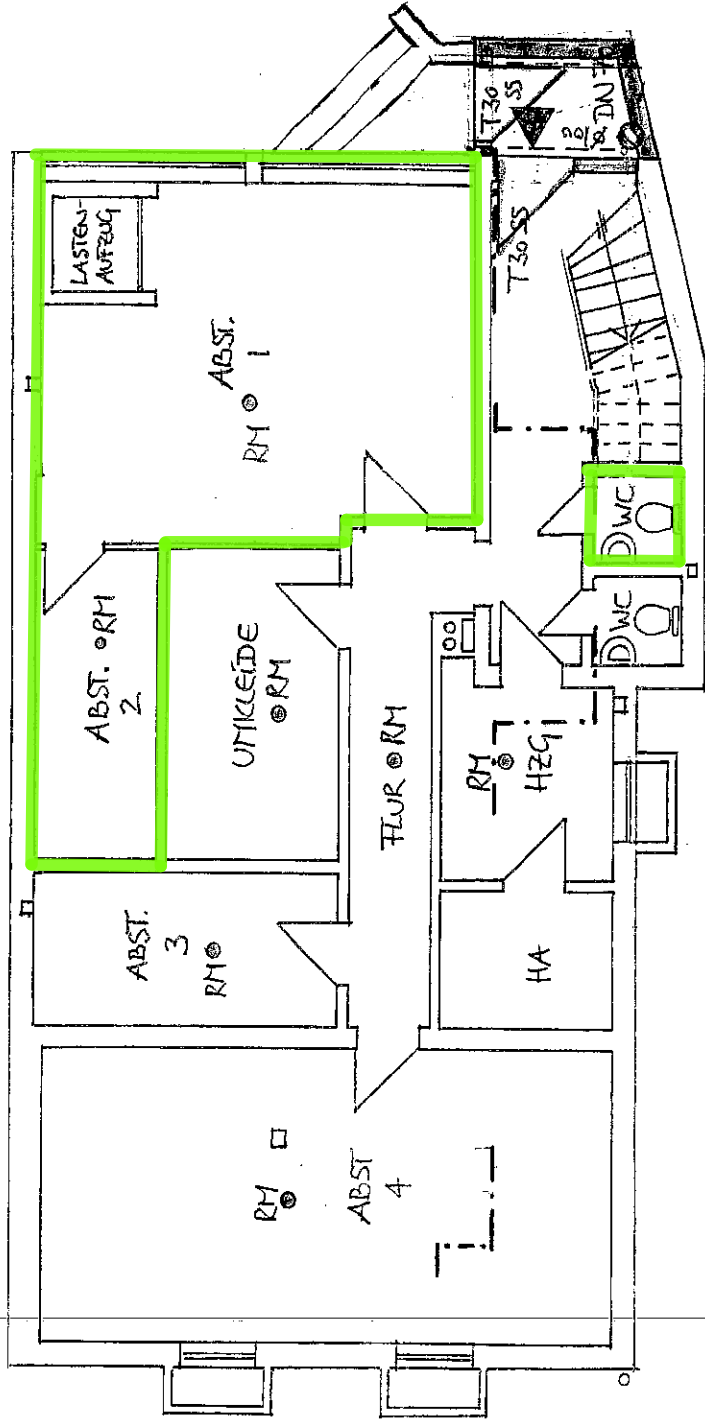 LASTEN-
AUFZUG
ABST.
1
RM
T30
SS
DN 70
T30 SS
ABST.
2
RM
UMKLEIDE
RM
WC
WC
FLUR
RM
RM
HZG
ABST.
3
RM
HA
RM
ABST
4